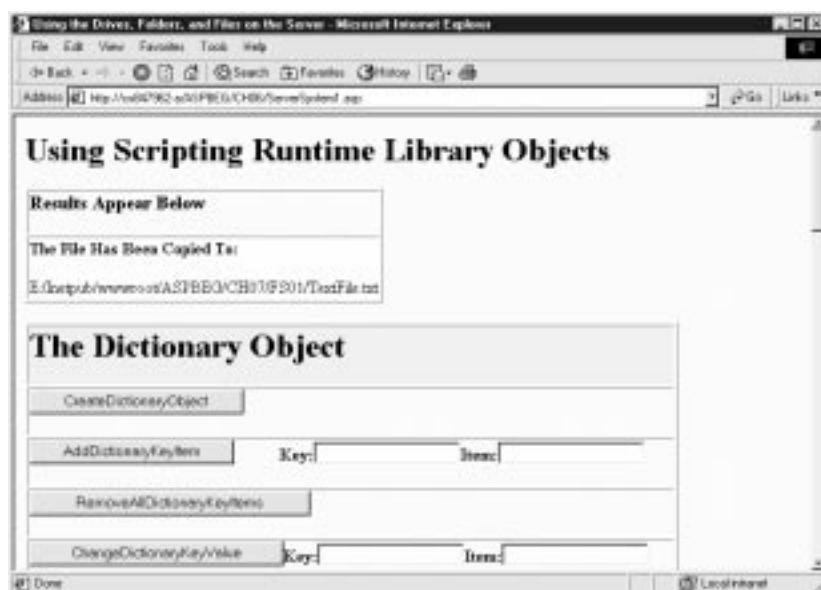 Using the Drives, Folders, and Files on the Server - Microsoft Internet Explorer
File Edit View Favorites Tools Help
Back Search Favorites History
Address Go Links
Using Scripting Runtime Library Objects
Results Appear Below
The File Has Been Copied To:
E:/Inetpub/wwwroot/ASPBEG/CH07/FS01/TextFile.txt
The Dictionary Object
CreateDictionaryObject
AddDictionaryKeyItem Key: Item:
RemoveAllDictionaryKeyItems
ChangeDictionaryKeyValue Key: Item:
Done Local intranet